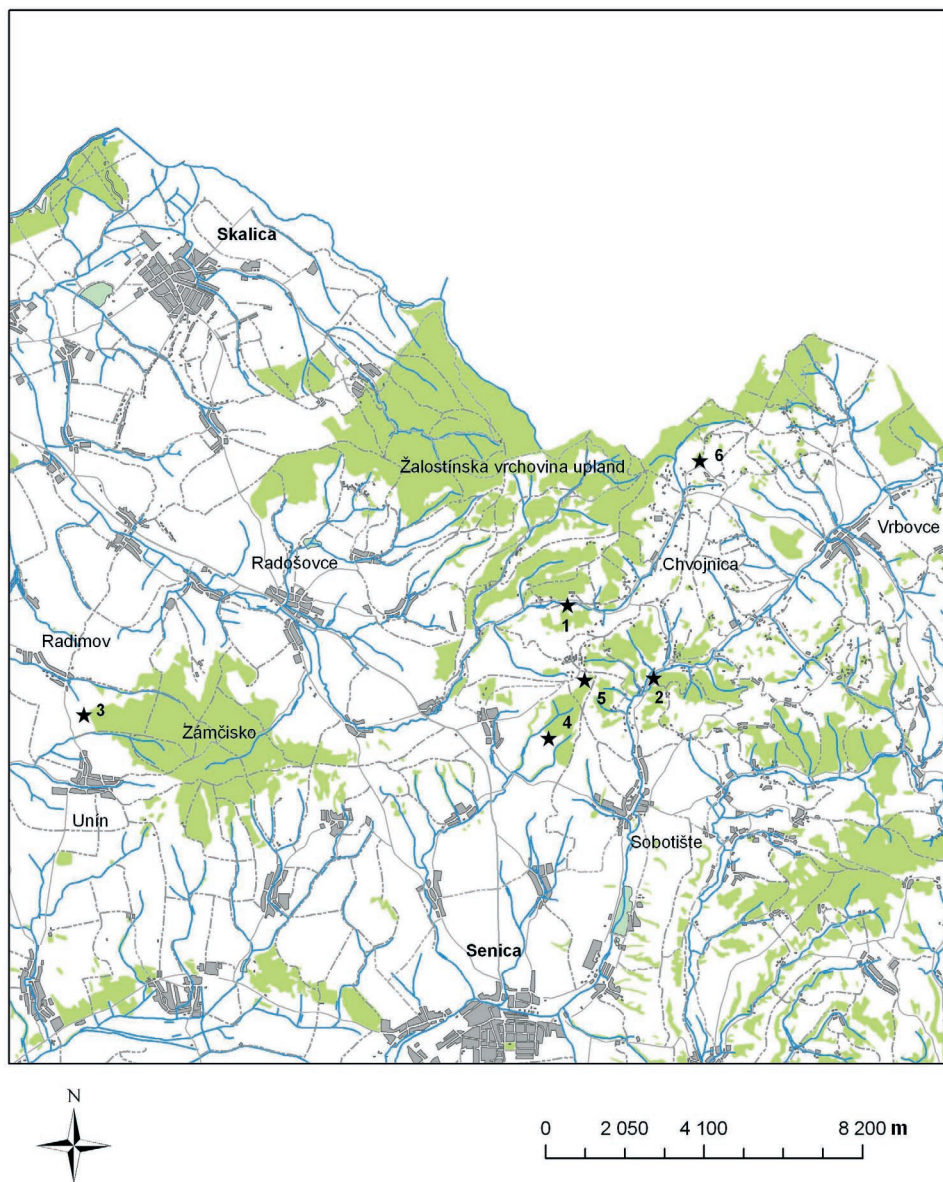 Skalica
6
Žalostínska vrchovina upland
Vrbovce
Radošovce
Chvojnica
1
Radimov
5
2
3
4
Zámčisko
Unín
Sobotište
Senica
N
0 2 050 4 100 8 200 m